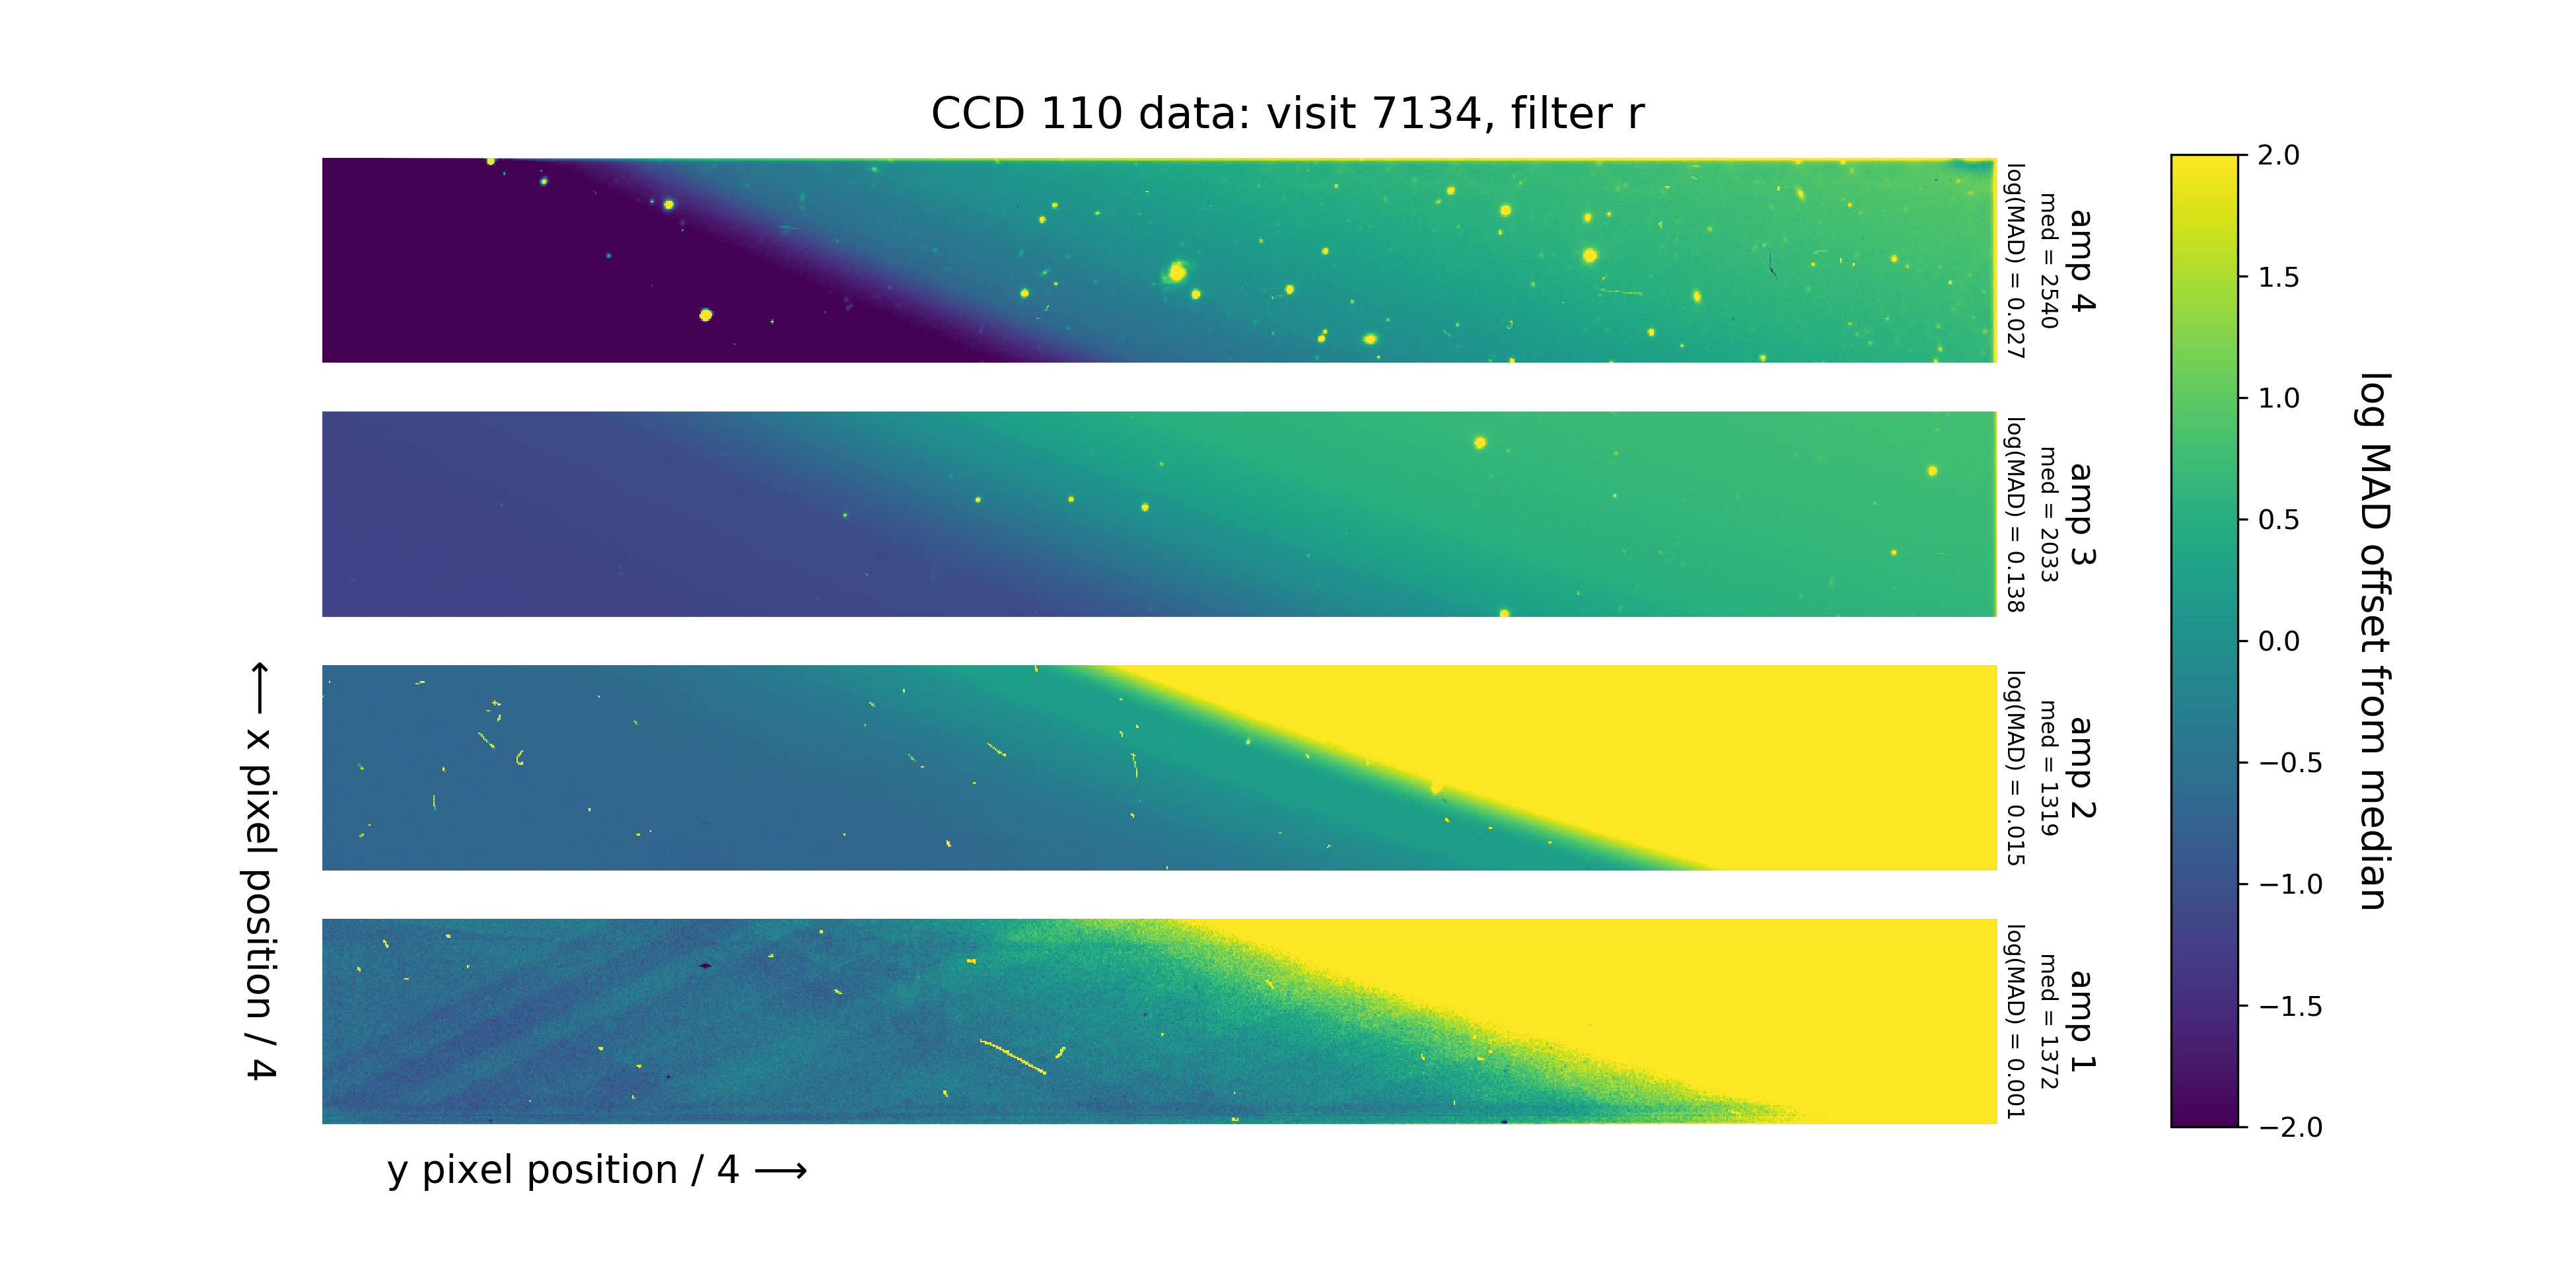 CCD 110 data: visit 7134, filter r
amp 4
med = 2540
log(MAD) = 0.027
amp 3
med = 2033
log(MAD) = 0.138
amp 2
med = 1319
log(MAD) = 0.015
amp 1
med = 1372
log(MAD) = 0.001
⟵ x pixel position / 4
y pixel position / 4 ⟶
2.0
1.5
1.0
0.5
0.0
−0.5
−1.0
−1.5
−2.0
log MAD offset from median